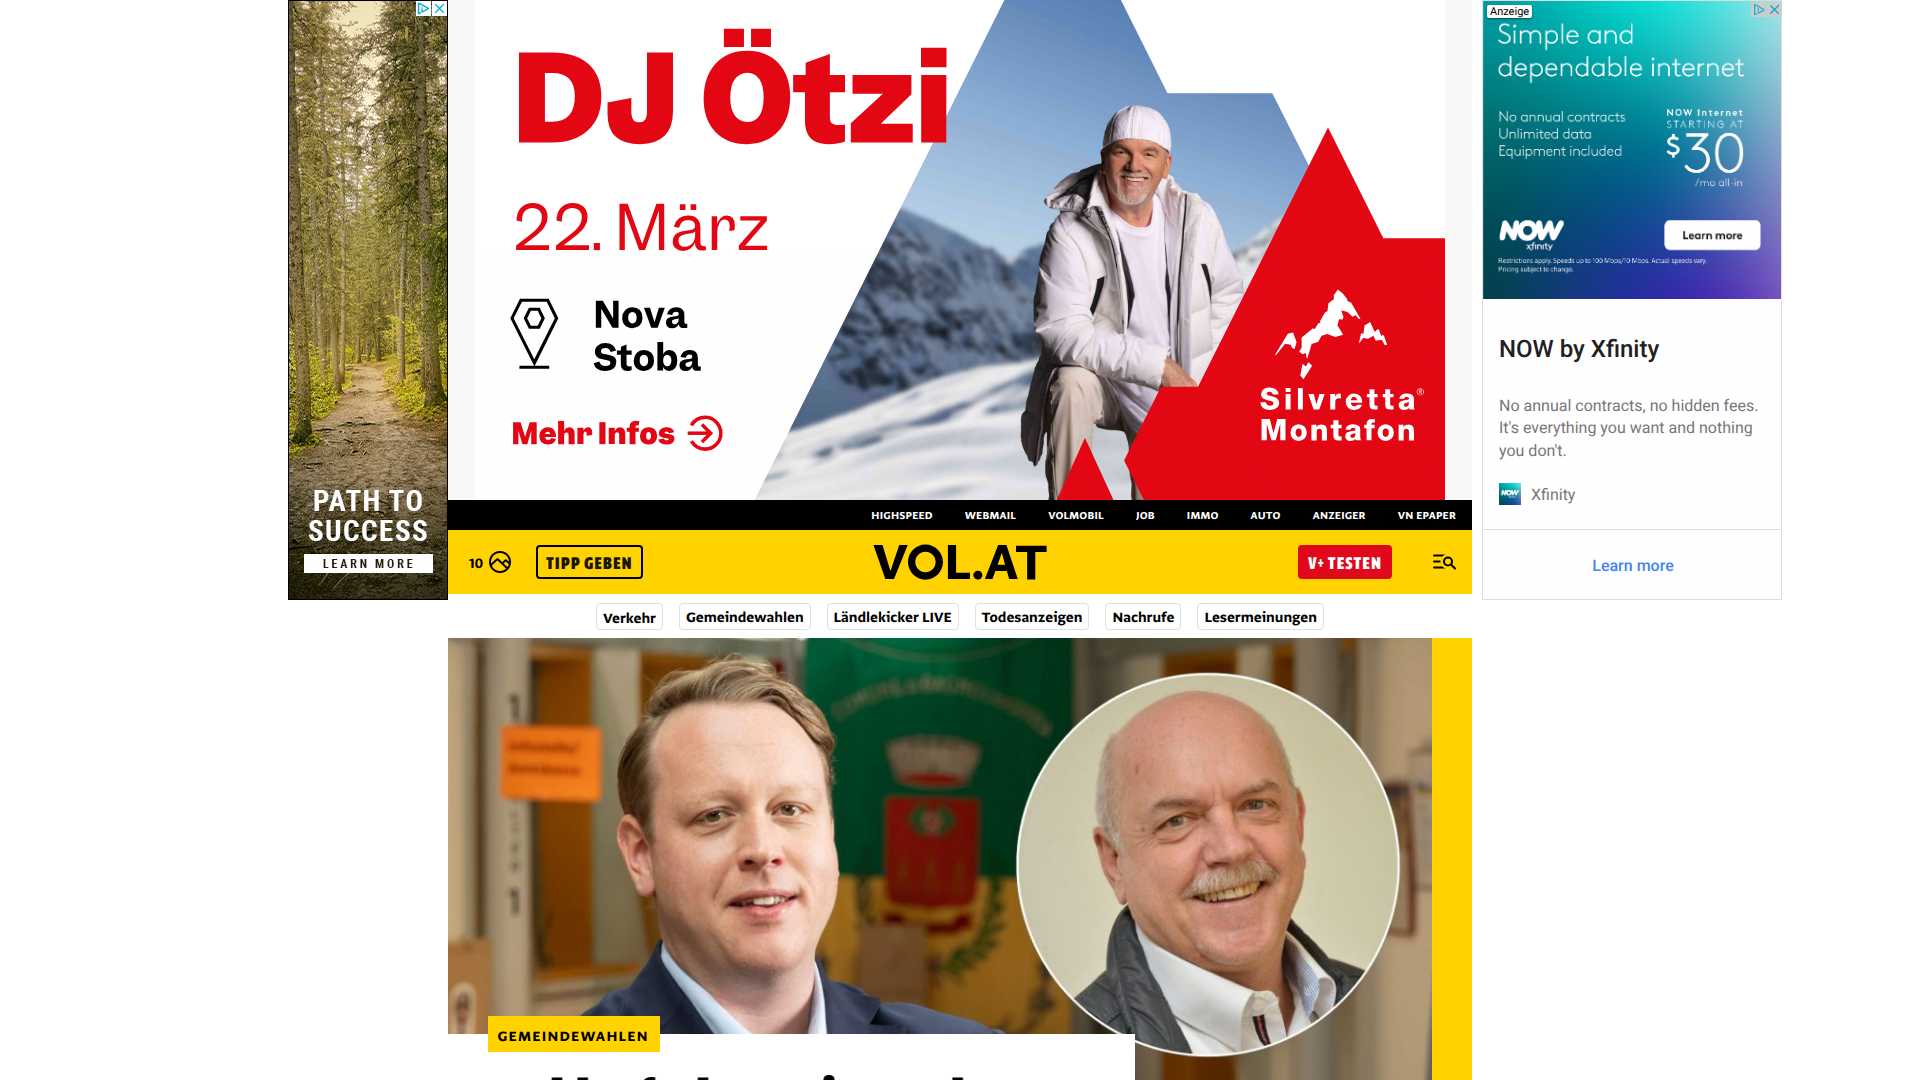 PATH TO
SUCCESS
LEARN MORE
DJ Ötzi
22. März
Nova
Stoba
Mehr Infos
Silvretta®
Montafon
Anzeige
Simple and
dependable internet
No annual contracts
Unlimited data
Equipment included
NOW Internet
STARTING AT
$30
/mo all-in
NOW
xfinity
Learn more
Restrictions apply. Speeds up to 100 Mbps/10 Mbps. Actual speeds vary.
Pricing subject to change.
NOW by Xfinity
No annual contracts, no hidden fees.
It's everything you want and nothing
you don't.
NOW
Xfinity
Learn more
HIGHSPEED WEBMAIL VOLMOBIL JOB IMMO AUTO ANZEIGER VN EPAPER
10 TIPP GEBEN VOL.AT V+ TESTEN
Verkehr Gemeindewahlen Ländlekicker LIVE Todesanzeigen Nachrufe Lesermeinungen
GEMEINDEWAHLEN